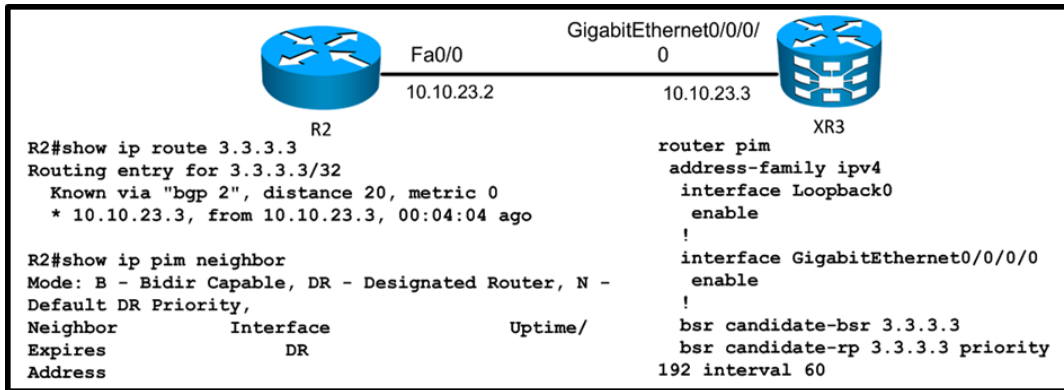 GigabitEthernet0/0/0/
0
Fa0/0
10.10.23.2
10.10.23.3
R2
XR3
R2#show ip route 3.3.3.3
Routing entry for 3.3.3.3/32
Known via "bgp 2", distance 20, metric 0
* 10.10.23.3, from 10.10.23.3, 00:04:04 ago
R2#show ip pim neighbor
Mode: B - Bidir Capable, DR - Designated Router, N -
Default DR Priority,
Neighbor Interface Uptime/
Expires DR
Address
router pim
address-family ipv4
interface Loopback0
enable
!
interface GigabitEthernet0/0/0/0
enable
!
bsr candidate-bsr 3.3.3.3
bsr candidate-rp 3.3.3.3 priority
192 interval 60